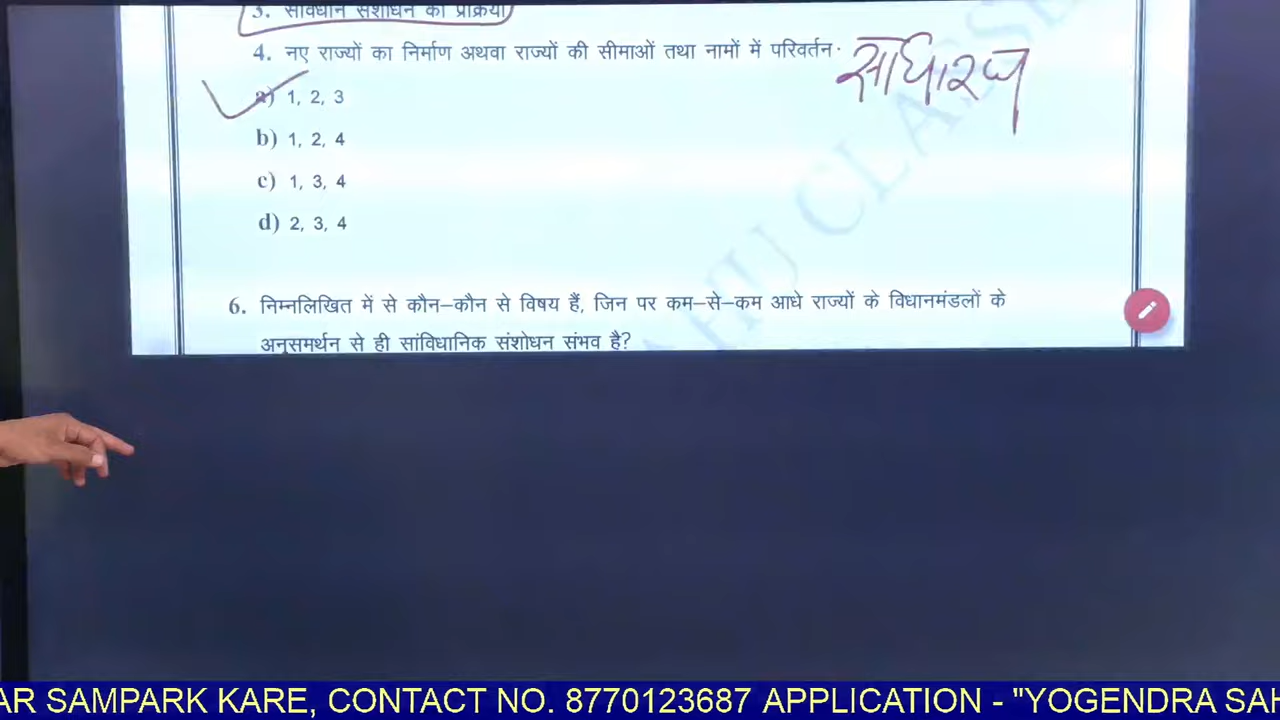 3. संविधान संशोधन की प्रक्रिया
4. नए राज्यों का निर्माण अथवा राज्यों की सीमाओं तथा नामों में परिवर्तन· साधारण
a) 1, 2, 3
b) 1, 2, 4
c) 1, 3, 4
d) 2, 3, 4
6. निम्नलिखित में से कौन–कौन से विषय हैं, जिन पर कम–से–कम आधे राज्यों के विधानमंडलों के
अनुसमर्थन से ही सांविधानिक संशोधन संभव है?
HU CLASSE
AR SAMPARK KARE, CONTACT NO. 8770123687 APPLICATION - "YOGENDRA SAH